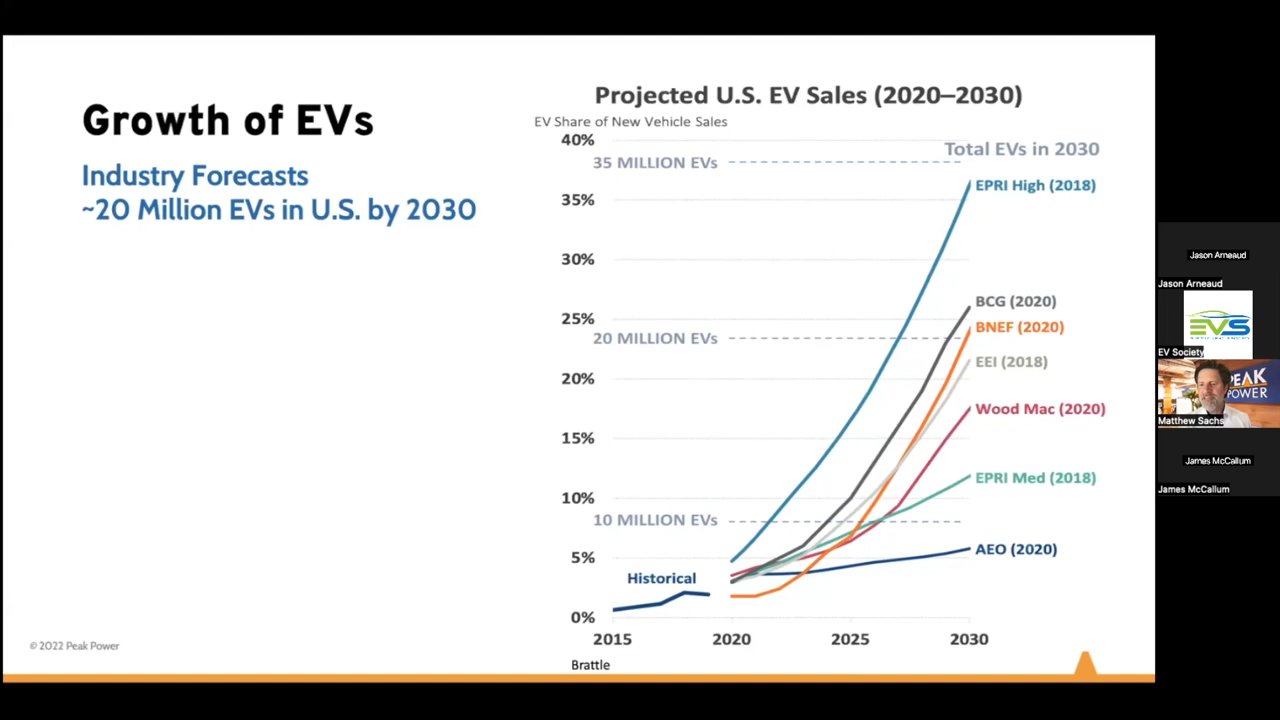 Growth of EVs
Industry Forecasts
~20 Million EVs in U.S. by 2030
Projected U.S. EV Sales (2020–2030)
EV Share of New Vehicle Sales
40%
Total EVs in 2030
35 MILLION EVs
EPRI High (2018)
35%
30%
BCG (2020)
25%
BNEF (2020)
20 MILLION EVs
EEI (2018)
20%
Wood Mac (2020)
15%
EPRI Med (2018)
10%
10 MILLION EVs
AEO (2020)
5%
Historical
0%
2015
2020
2025
2030
Brattle
© 2022 Peak Power
Jason Arneaud
Jason Arneaud
EVS
EV Society
PEAK
POWER
Matthew Sachs
James McCallum
James McCallum